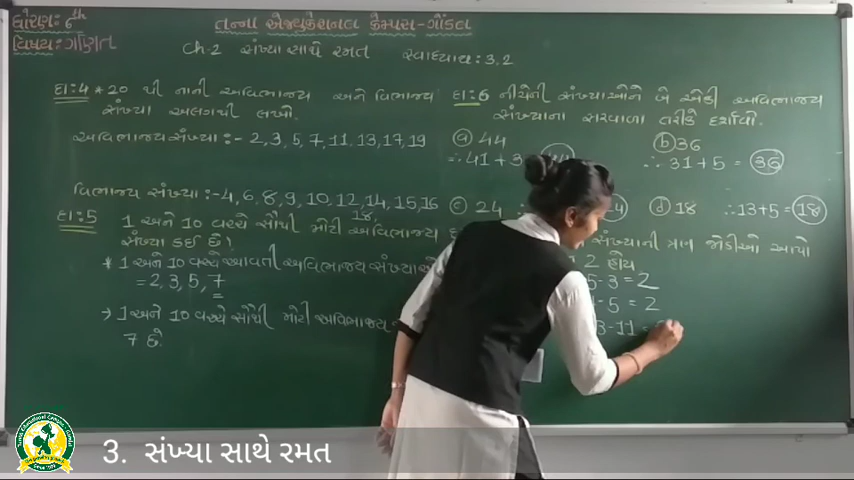 ધોરણ: 6th
તન્ના એજ્યુકેશનલ કેમ્પસ-ગોંડલ
વિષય: ગણિત
Ch-2 સંખ્યા સાથે રમત સ્વાધ્યાય: 3.2
દા:4 * 20 થી નાની અવિભાજ્ય અને વિભાજ્ય
સંખ્યા અલગથી લખો.
અવિભાજ્ય સંખ્યા :- 2, 3, 5, 7, 11, 13, 17, 19
વિભાજ્ય સંખ્યા :- 4, 6, 8, 9, 10, 12, 14, 15, 16
18,
દા:5 1 અને 10 વચ્ચે સૌથી મોટી અવિભાજ્ય
સંખ્યા કઈ છે?
* 1 અને 10 વચ્ચે આવતી અવિભાજ્ય સંખ્યાઓ
= 2, 3, 5, 7
=
→ 1 અને 10 વચ્ચે સૌથી મોટી અવિભાજ્ય
7 છે.
દા:6 નીચેની સંખ્યાઓને બે એકી અવિભાજ્ય
સંખ્યાના સરવાળા તરીકે દર્શાવો.
ⓐ 44 ⓑ 36
∴ 41 + 3 ∴ 31 + 5 = 36
ⓒ 24 ⓓ 18 ∴ 13+5 = 18
સંખ્યાની ત્રણ જોડીઓ આપો
2 હોય
5 - 3 = 2
- 5 = 2
3 - 11 =
3. સંખ્યા સાથે રમત